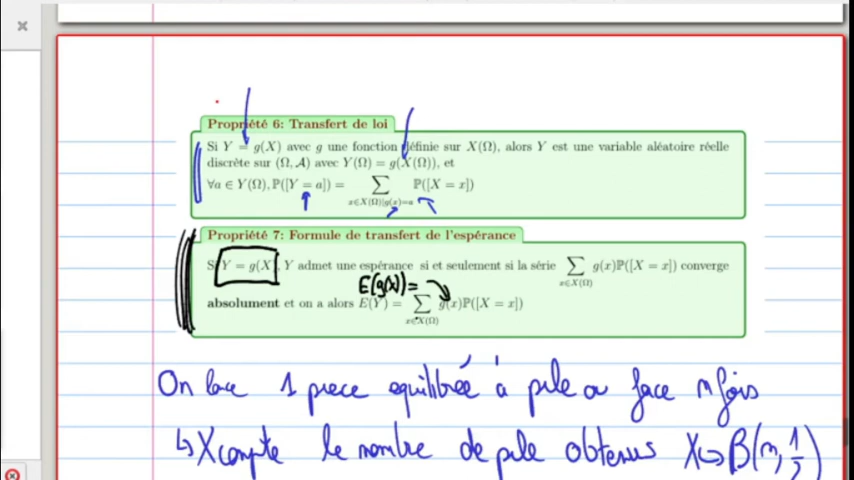 Propriété 6: Transfert de loi
Si Y = g(X) avec g une fonction définie sur X(Ω), alors Y est une variable aléatoire réelle
discrète sur (Ω, A) avec Y(Ω) = g(X(Ω)), et
∀a ∈ Y(Ω), ℙ([Y = a]) = ∑ ℙ([X = x])
x∈X(Ω)|g(x)=a
Propriété 7: Formule de transfert de l'espérance
Si Y = g(X), Y admet une espérance si et seulement si la série ∑ g(x)ℙ([X = x]) converge
x∈X(Ω)
E(g(X)) =
absolument et on a alors E(Y) = ∑ g(x)ℙ([X = x])
x∈X(Ω)
On lance 1 pièce equilibrée à pile ou face n fois
↳ X compte le nombre de pile obtenus X ↪ B(n, 1/2)